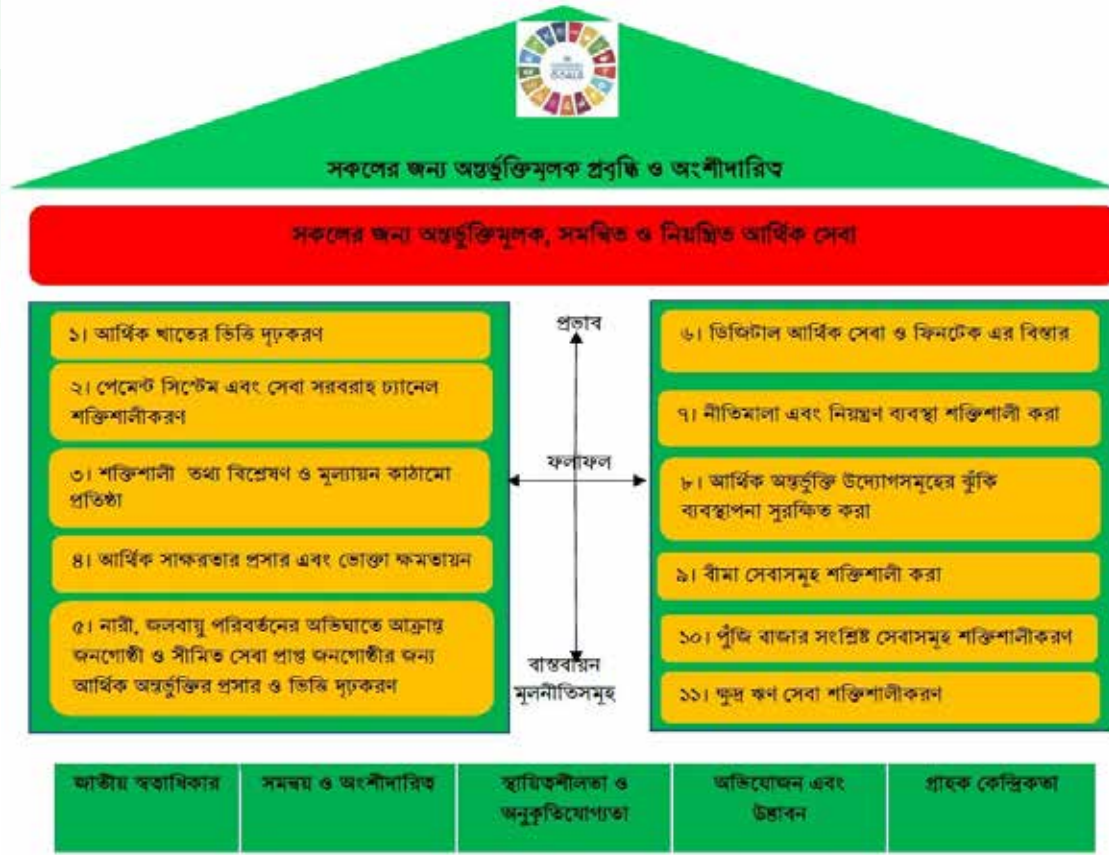 সকলের জন্য অন্তর্ভুক্তিমূলক প্রবৃদ্ধি ও অংশীদারিত্ব
সকলের জন্য অন্তর্ভুক্তিমূলক, সমন্বিত ও নিয়ন্ত্রিত আর্থিক সেবা
১। আর্থিক খাতের ভিত্তি দৃঢ়করণ
২। পেমেন্ট সিস্টেম এবং সেবা সরবরাহ চ্যানেল
শক্তিশালীকরণ
৩। শক্তিশালী তথ্য বিশ্লেষণ ও মূল্যায়ন কাঠামো
প্রতিষ্ঠা
৪। আর্থিক সাক্ষরতার প্রসার এবং ভোক্তা ক্ষমতায়ন
৫। নারী, জলবায়ু পরিবর্তনের অভিঘাতে আক্রান্ত
জনগোষ্ঠী ও সীমিত সেবা প্রাপ্ত জনগোষ্ঠীর জন্য
আর্থিক অন্তর্ভুক্তির প্রসার ও ভিত্তি দৃঢ়করণ
প্রভাব
ফলাফল
বাস্তবায়ন
মূলনীতিসমূহ
৬। ডিজিটাল আর্থিক সেবা ও ফিনটেক এর বিস্তার
৭। নীতিমালা এবং নিয়ন্ত্রণ ব্যবস্থা শক্তিশালী করা
৮। আর্থিক অন্তর্ভুক্তি উদ্যোগসমূহের ঝুঁকি
ব্যবস্থাপনা সুরক্ষিত করা
৯। বীমা সেবাসমূহ শক্তিশালী করা
১০। পুঁজি বাজার সংশ্লিষ্ট সেবাসমূহ শক্তিশালীকরণ
১১। ক্ষুদ্র ঋণ সেবা শক্তিশালীকরণ
জাতীয় স্বত্বাধিকার
সমন্বয় ও অংশীদারিত্ব
স্থায়িত্বশীলতা ও
অনুকৃতিযোগ্যতা
অভিযোজন এবং
উদ্ভাবন
গ্রাহক কেন্দ্রিকতা